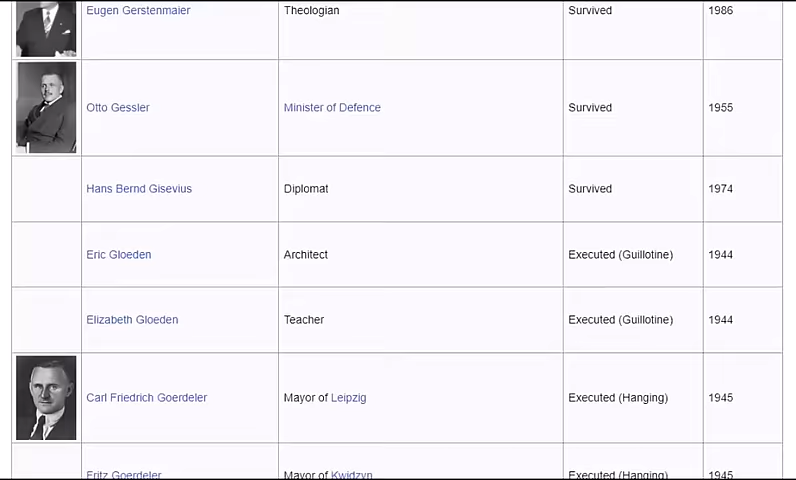 Eugen Gerstenmaier Theologian Survived 1986
Otto Gessler Minister of Defence Survived 1955
Hans Bernd Gisevius Diplomat Survived 1974
Eric Gloeden Architect Executed (Guillotine) 1944
Elizabeth Gloeden Teacher Executed (Guillotine) 1944
Carl Friedrich Goerdeler Mayor of Leipzig Executed (Hanging) 1945
Fritz Goerdeler Mayor of Kwidzyn Executed (Hanging) 1945